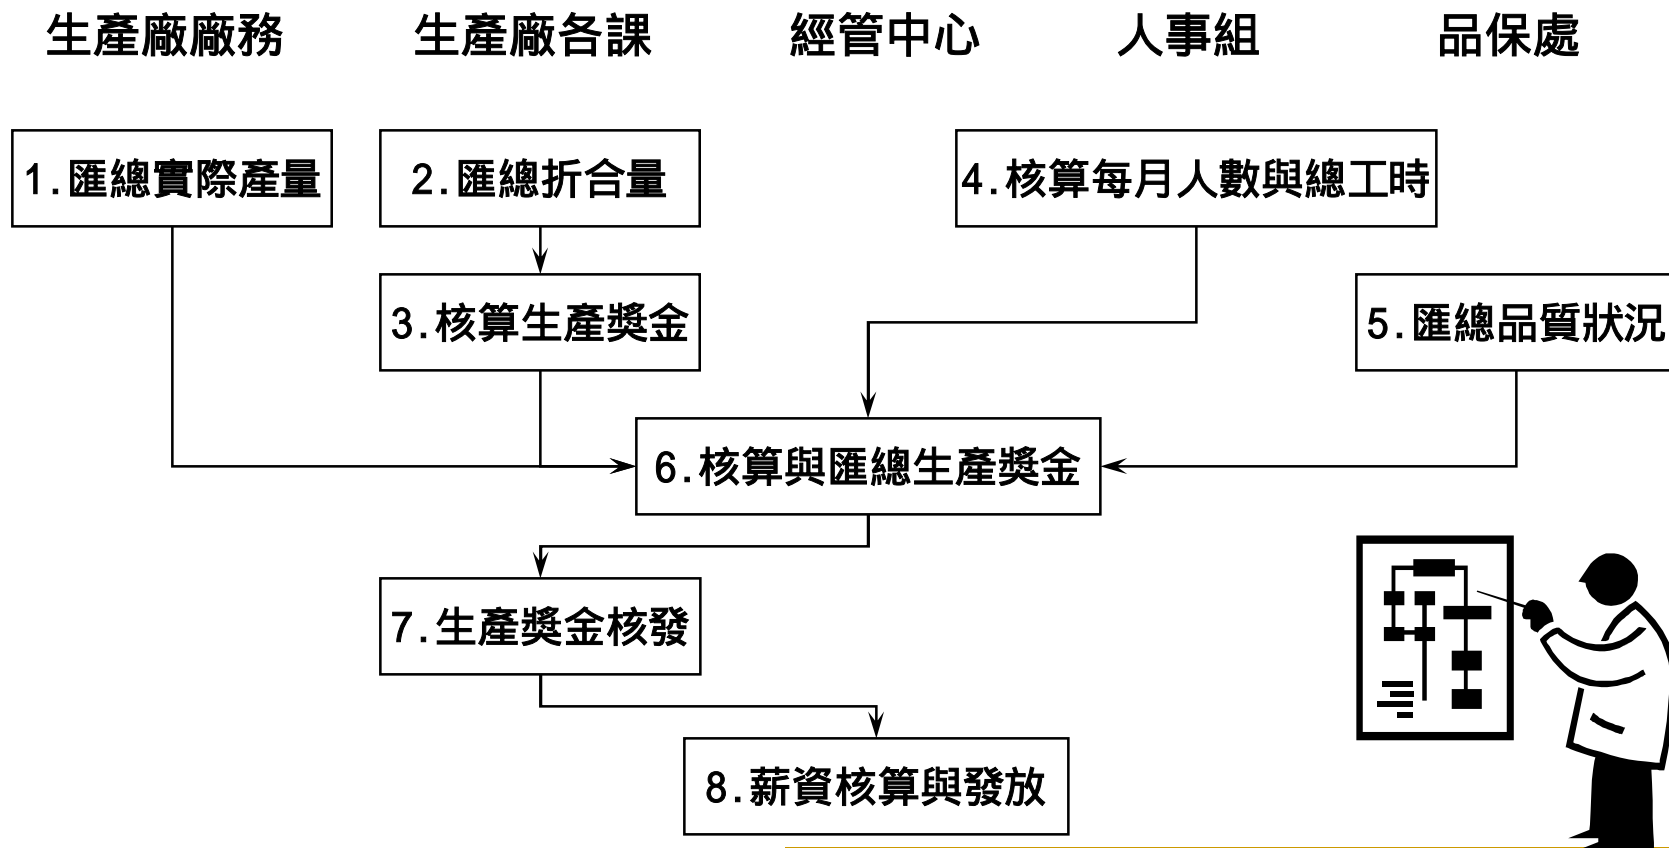 生產廠廠務 生產廠各課 經管中心 人事組 品保處
1.匯總實際產量 2.匯總折合量 4.核算每月人數與總工時
3.核算生產獎金 5.匯總品質狀況
6.核算與匯總生產獎金
7.生產獎金核發
8.薪資核算與發放